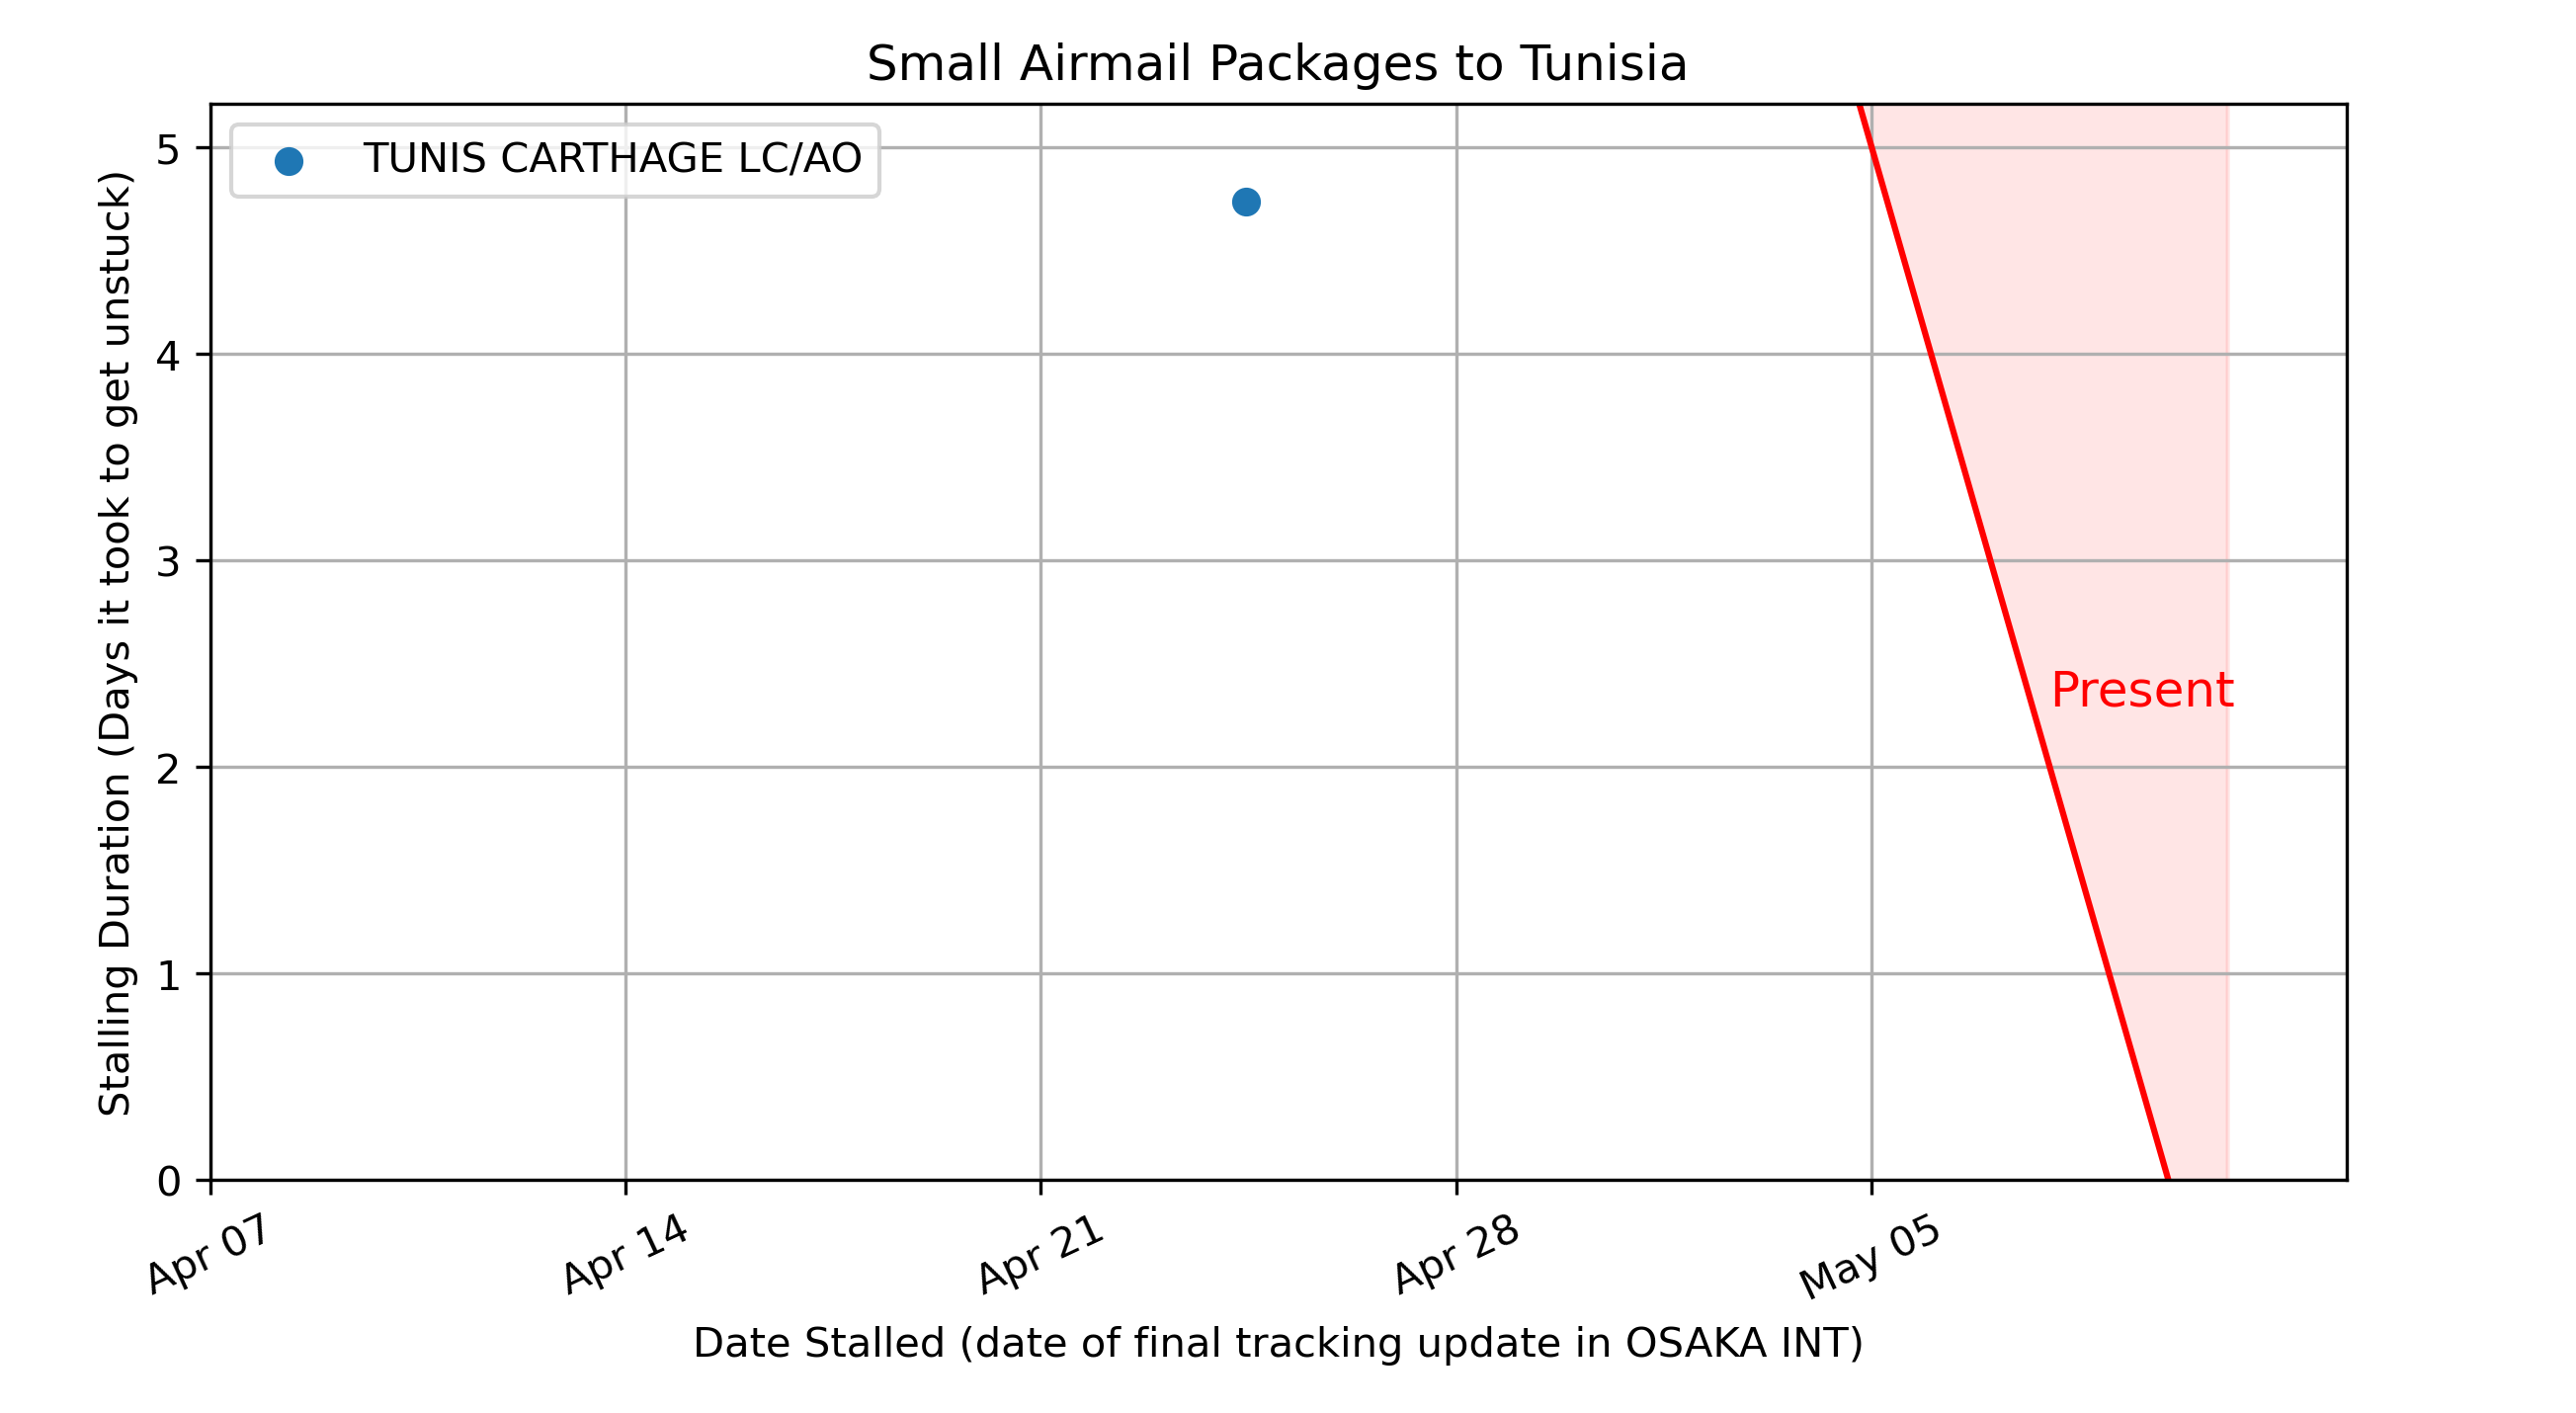 Small Airmail Packages to Tunisia
TUNIS CARTHAGE LC/AO
Stalling Duration (Days it took to get unstuck)
5
4
3
2
1
0
Present
Apr 07
Apr 14
Apr 21
Apr 28
May 05
Date Stalled (date of final tracking update in OSAKA INT)